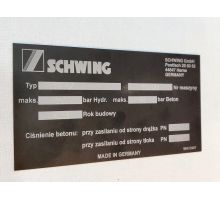 SCHWING
SCHWING GmbH
Postfach 20 03 62
44647 Herne
GERMANY
Typ Nr maszyny
maks. bar Hydr. maks. bar Beton
Rok budowy
Ciśnienie betonu: przy zasilaniu od strony drążka PN
przy zasilaniu od strony tłoka PN
MADE IN GERMANY